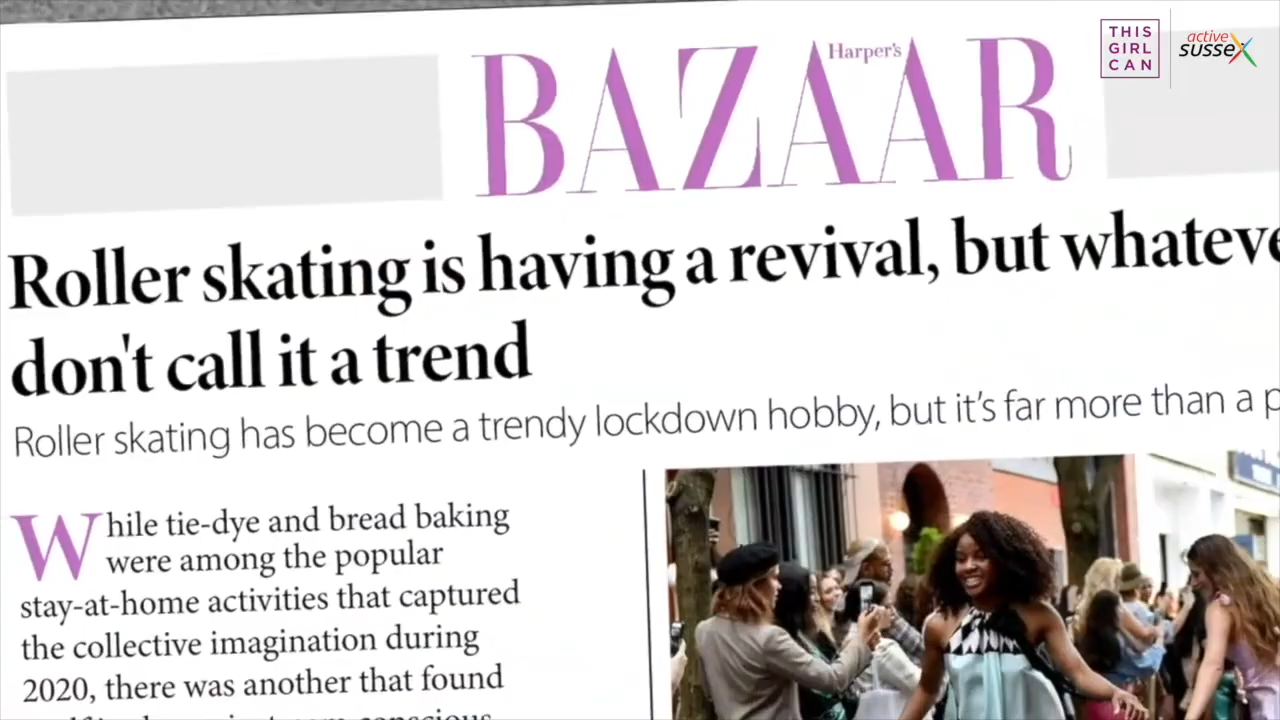 THIS
GIRL
CAN
active
susseX
Harper's
BAZAAR
Roller skating is having a revival, but
don't call it a trend
Roller skating has become a trendy lockdown hobby, but it's far more than a
While tie-dye and bread baking
were among the popular
stay-at-home activities that captured
the collective imagination during
2020, there was another that found